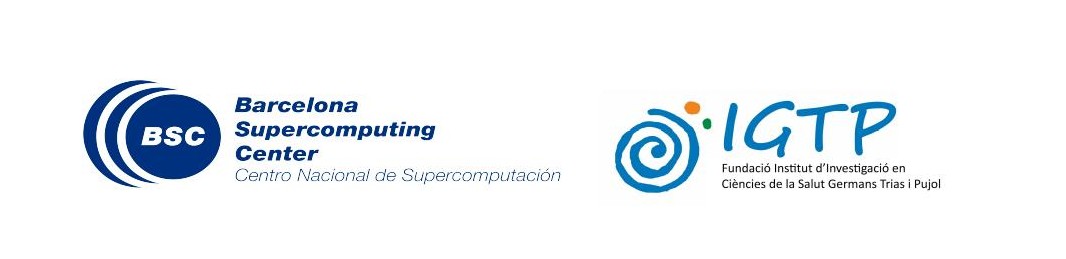 BSC
Barcelona
Supercomputing
Center
Centro Nacional de Supercomputación
IGTP
Fundació Institut d'Investigació en
Ciències de la Salut Germans Trias i Pujol